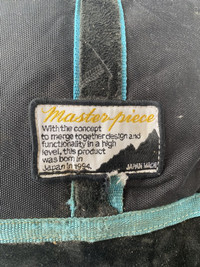 Master-piece
With the concept
to merge together design and
functionality in a high
level, this product
was born in
Japan in 1994.
JAPAN MADE